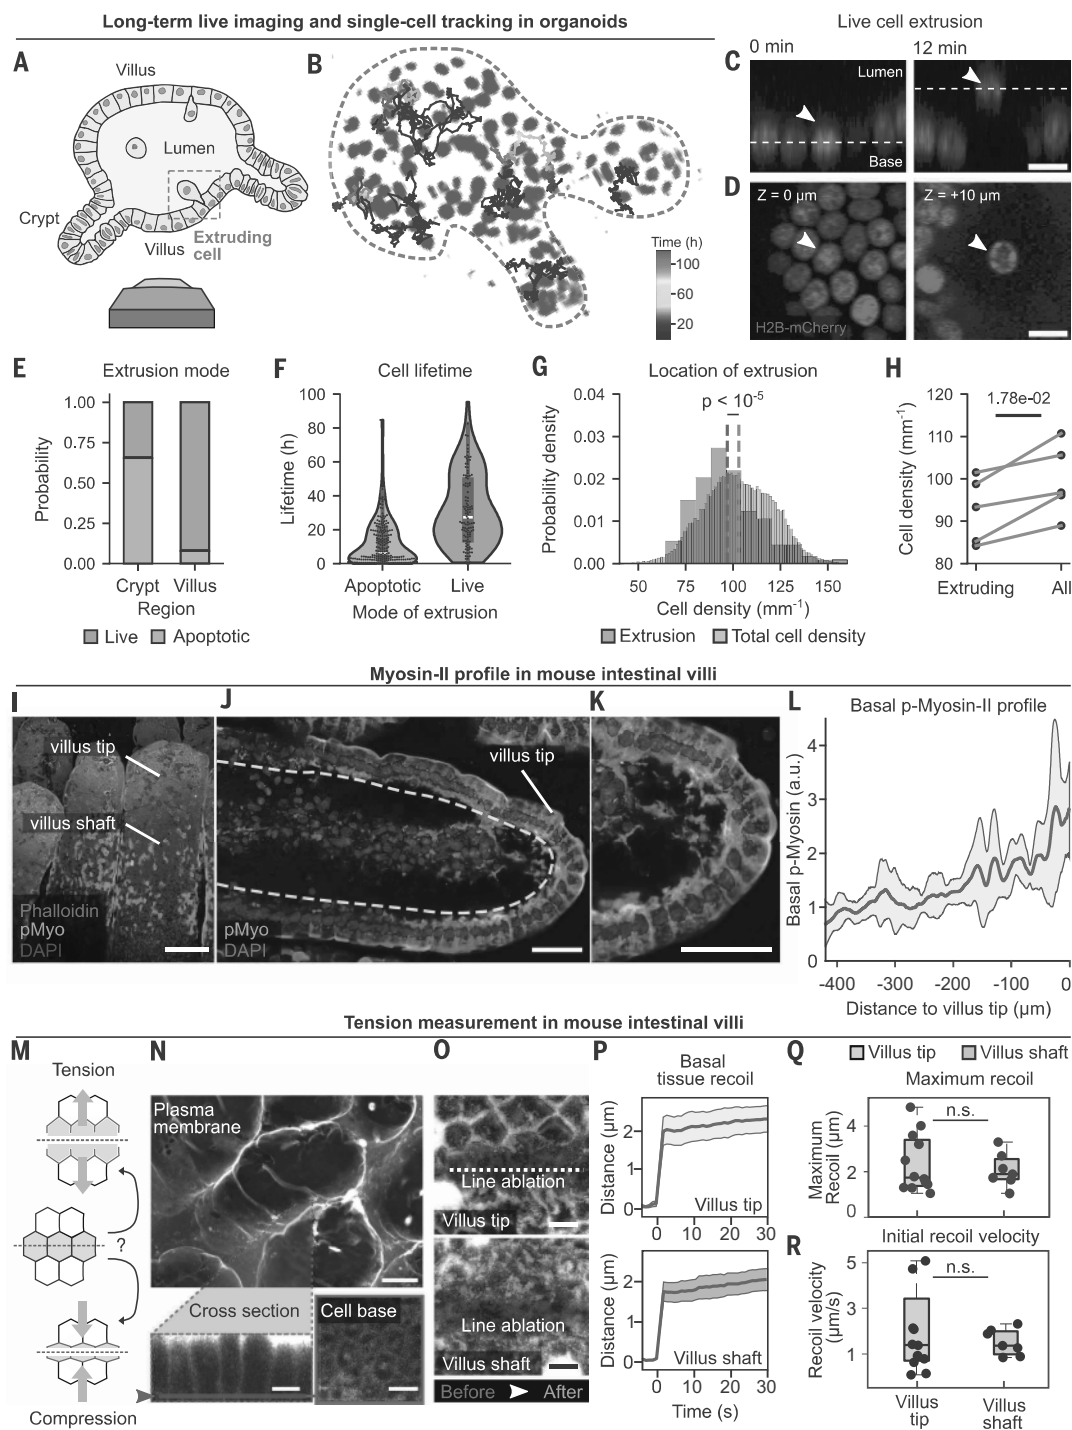 Long-term live imaging and single-cell tracking in organoids
A
Villus
Lumen
Crypt
Villus
Extruding
cell
B
Time (h)
100
60
20
Live cell extrusion
0 min
12 min
C
Lumen
Base
D
Z = 0 µm
Z = +10 µm
H2B-mCherry
E
Extrusion mode
Probability
1.00
0.75
0.50
0.25
0.00
Crypt Villus
Region
Live Apoptotic
F
Cell lifetime
Lifetime (h)
100
80
60
40
20
0
Apoptotic Live
Mode of extrusion
G
Location of extrusion
p < 10⁻⁵
Probability density
0.04
0.03
0.02
0.01
0.00
50 75 100 125 150
Cell density (mm⁻¹)
Extrusion Total cell density
H
1.78e-02
Cell density (mm⁻¹)
120
110
100
90
80
Extruding All
Myosin-II profile in mouse intestinal villi
I
villus tip
villus shaft
Phalloidin
pMyo
DAPI
J
villus tip
pMyo
DAPI
K
L
Basal p-Myosin-II profile
Basal p-Myosin (a.u.)
4
3
2
1
0
-400 -300 -200 -100 0
Distance to villus tip (µm)
Tension measurement in mouse intestinal villi
M
Tension
?
Compression
N
Plasma
membrane
Cross section
Cell base
O
Line ablation
Villus tip
Line ablation
Villus shaft
Before After
P
Basal
tissue recoil
Distance (µm)
2
1
0
Villus tip
0 10 20 30
Distance (µm)
2
1
0
Villus shaft
0 10 20 30
Time (s)
Q
Villus tip Villus shaft
Maximum recoil
n.s.
Maximum
Recoil (µm)
4
2
0
R
Initial recoil velocity
n.s.
Recoil velocity
(µm/s)
5
3
1
Villus
tip
Villus
shaft